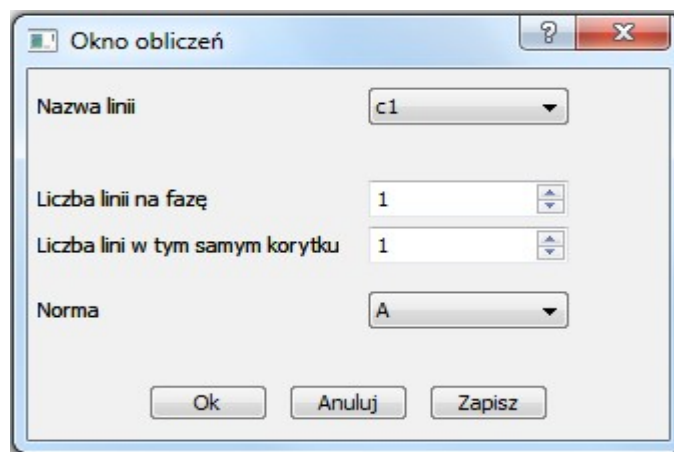 Okno obliczeń
Nazwa linii c1
Liczba linii na fazę 1
Liczba lini w tym samym korytku 1
Norma A
Ok Anuluj Zapisz